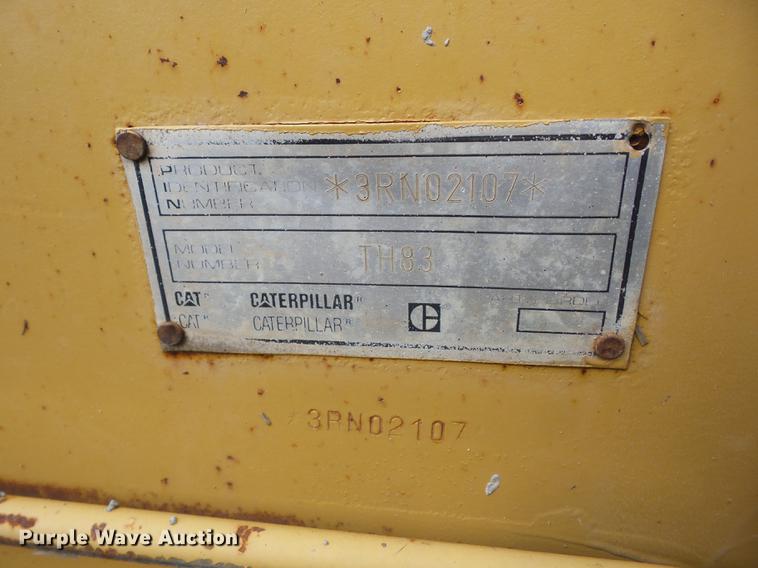 PRODUCT
IDENTIFICATION
NUMBER
*3RN02107*
MODEL
NUMBER
TH83
CAT CATERPILLAR
CAT CATERPILLAR
*3RN02107
Purple Wave Auction